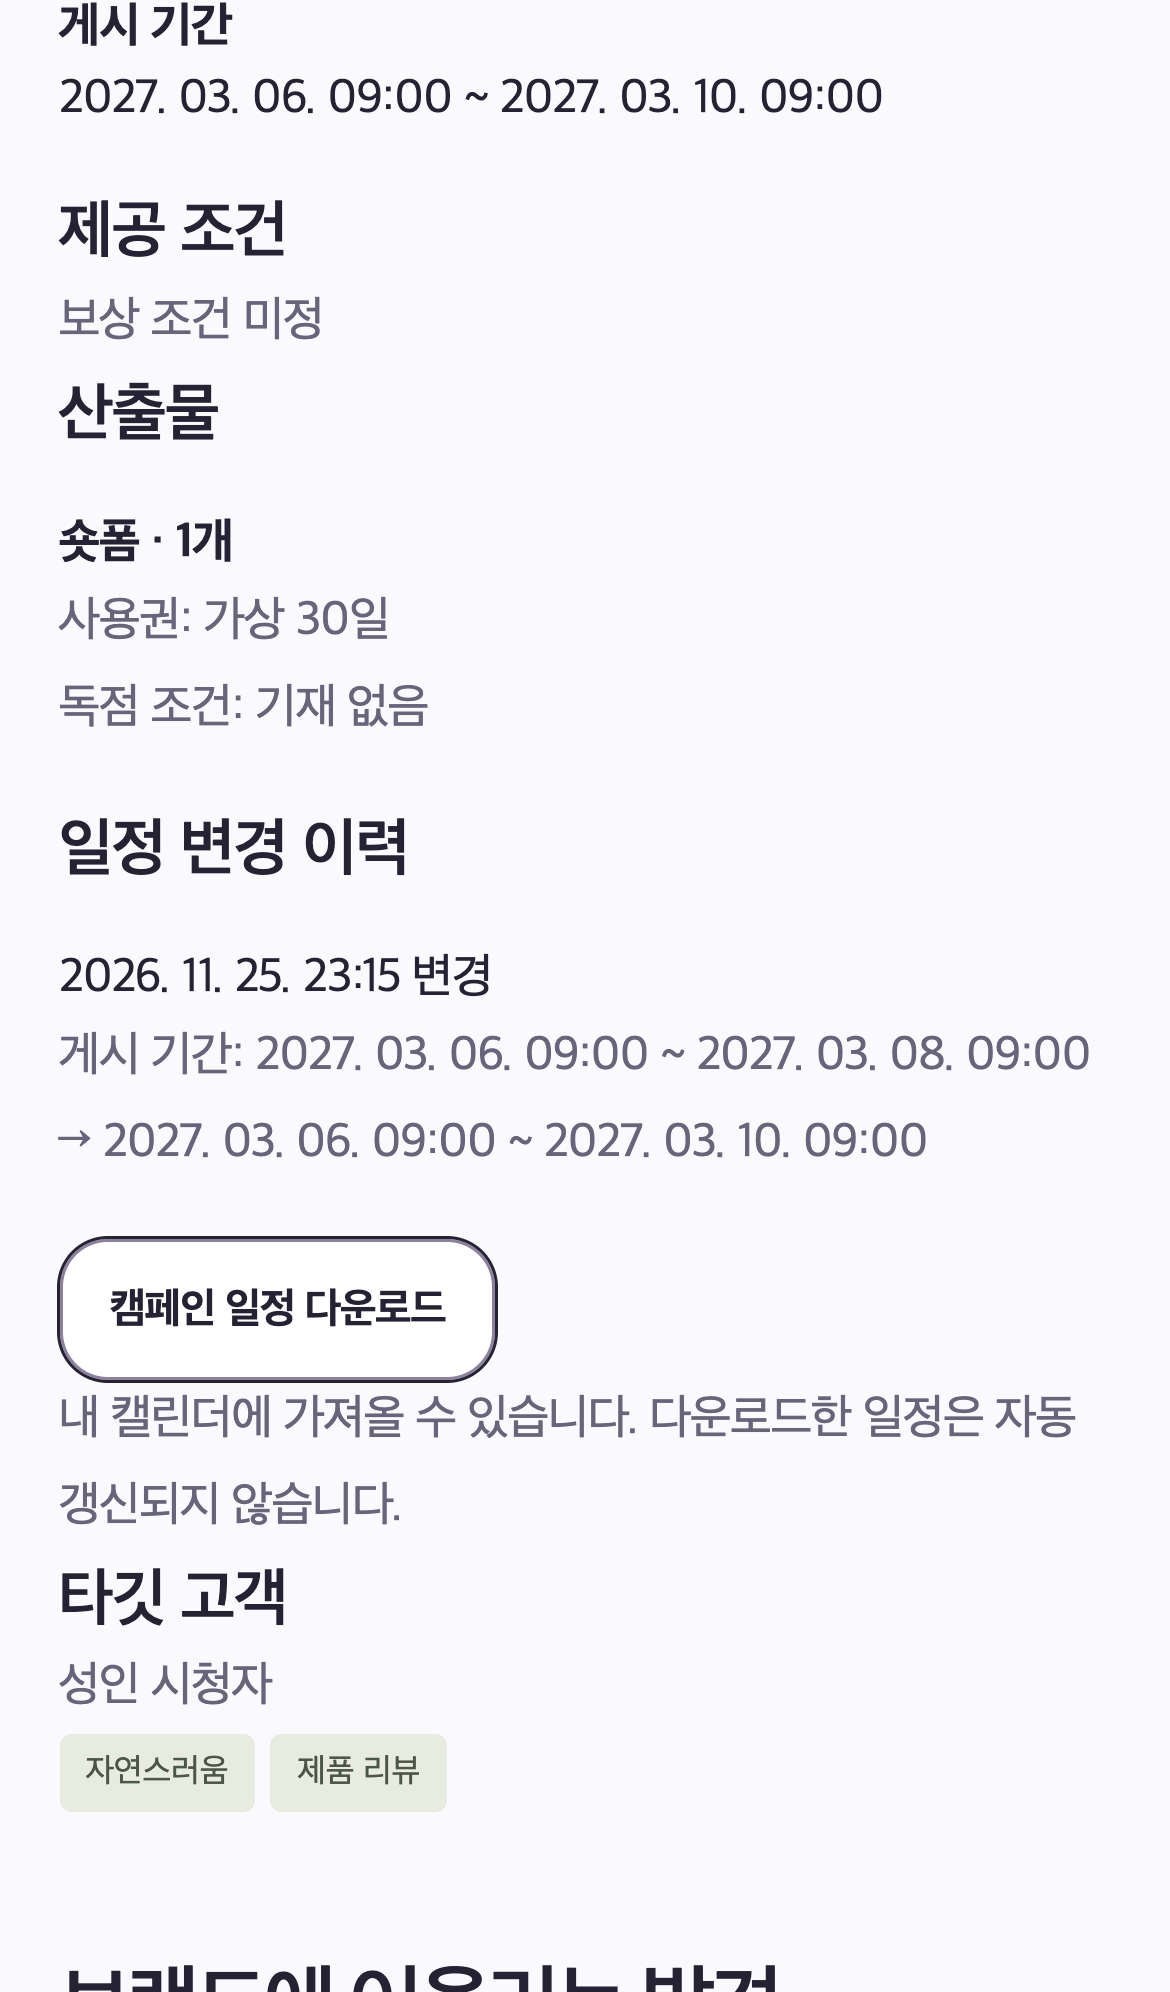 게시 기간
2027. 03. 06. 09:00 ~ 2027. 03. 10. 09:00
제공 조건
보상 조건 미정
산출물
숏폼 · 1개
사용권: 가상 30일
독점 조건: 기재 없음
일정 변경 이력
2026. 11. 25. 23:15 변경
게시 기간: 2027. 03. 06. 09:00 ~ 2027. 03. 08. 09:00
→ 2027. 03. 06. 09:00 ~ 2027. 03. 10. 09:00
캠페인 일정 다운로드
내 캘린더에 가져올 수 있습니다. 다운로드한 일정은 자동
갱신되지 않습니다.
타깃 고객
성인 시청자
자연스러움 제품 리뷰